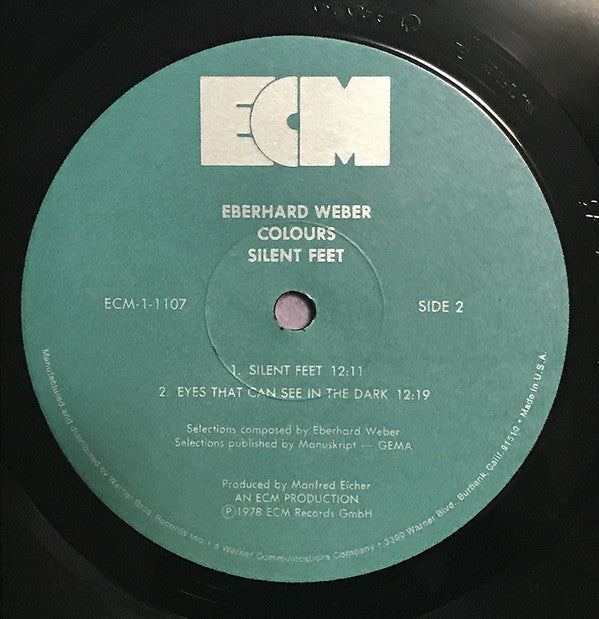 ECM
EBERHARD WEBER
COLOURS
SILENT FEET
ECM-1-1107
SIDE 2
1. SILENT FEET 12:11
2. EYES THAT CAN SEE IN THE DARK 12:19
Selections composed by Eberhard Weber
Selections published by Manuskript — GEMA
Produced by Manfred Eicher
AN ECM PRODUCTION
℗1978 ECM Records GmbH
Manufactured and distributed by Warner Bros. Records Inc. • a Warner Communications Company • 3300 Warner Blvd. Burbank, Calif. 91510 • Made in U.S.A.